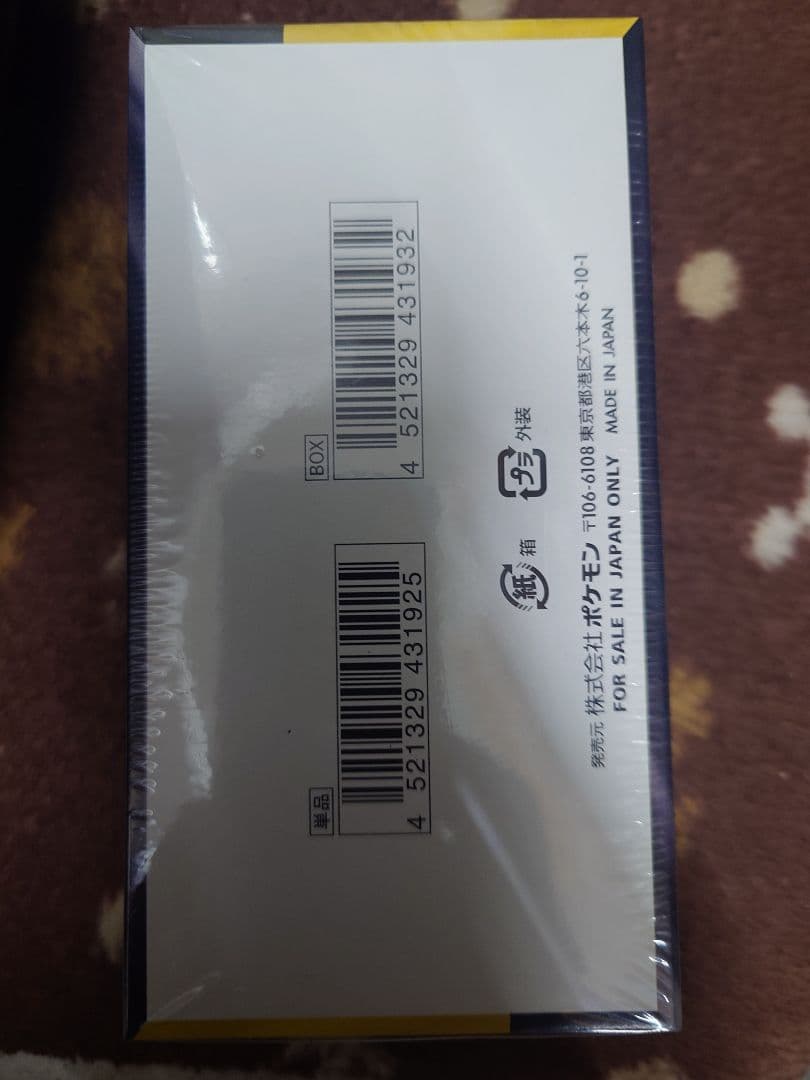 単品
4 521329 431925
BOX
4 521329 431932
紙 箱
プラ 外装
発売元 株式会社 ポケモン 〒106-6108 東京都港区六本木6-10-1
FOR SALE IN JAPAN ONLY MADE IN JAPAN